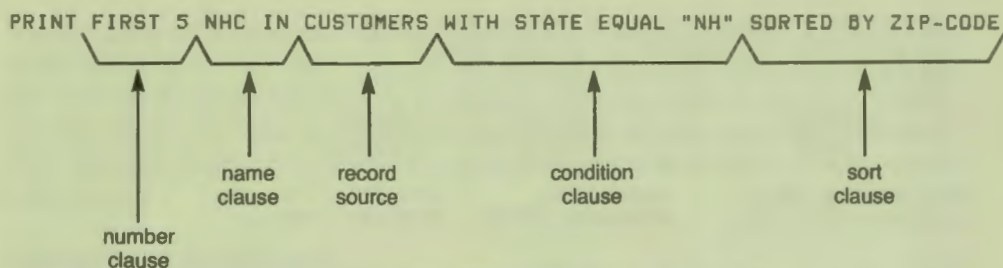 PRINT FIRST 5 NHC IN CUSTOMERS WITH STATE EQUAL "NH" SORTED BY ZIP-CODE
name clause
record source
condition clause
sort clause
number clause